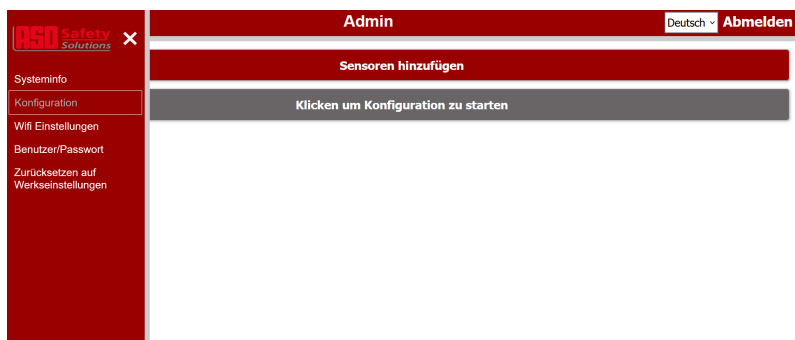 ASO Safety
Solutions
×
Admin
Deutsch
Abmelden
Systeminfo
Konfiguration
Wifi Einstellungen
Benutzer/Passwort
Zurücksetzen auf
Werkseinstellungen
Sensoren hinzufügen
Klicken um Konfiguration zu starten